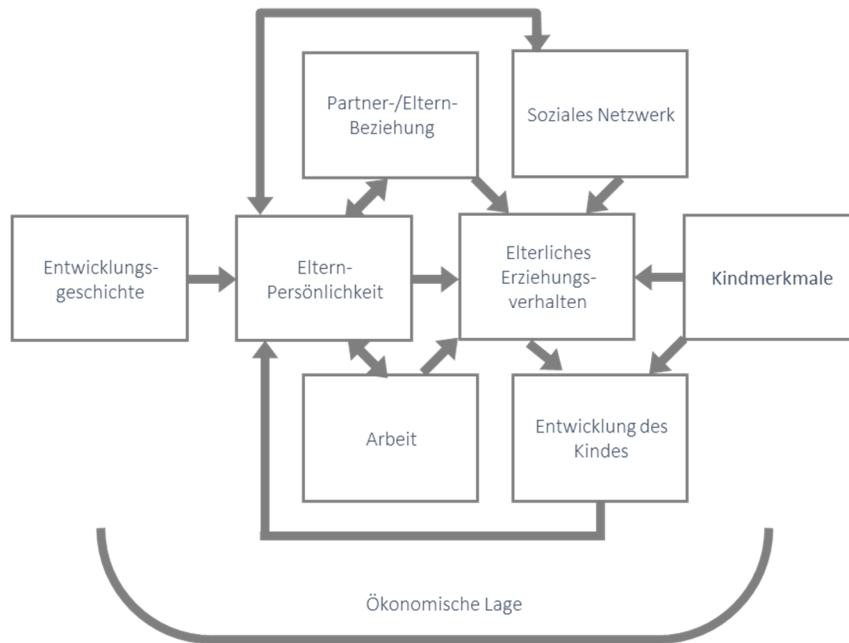 Partner-/Eltern-
Beziehung
Soziales Netzwerk
Entwicklungs-
geschichte
Eltern-
Persönlichkeit
Elterliches
Erziehungs-
verhalten
Kindmerkmale
Arbeit
Entwicklung des
Kindes
Ökonomische Lage